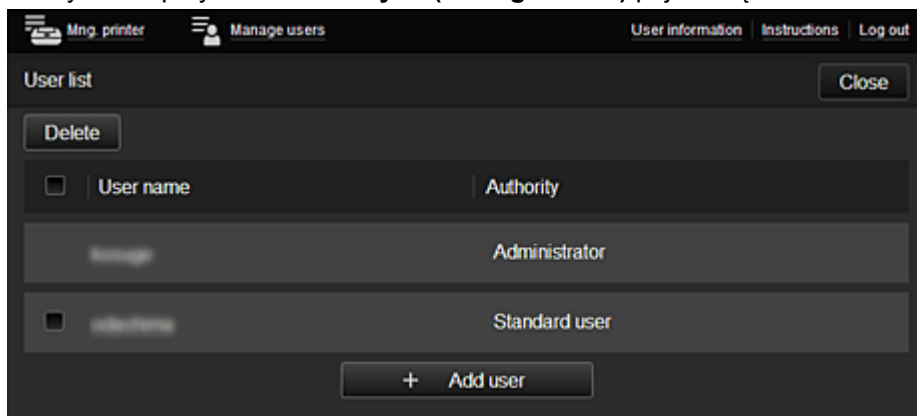 Mng. printer Manage users User information Instructions Log out
User list Close
Delete
User name Authority
Administrator
Standard user
+ Add user